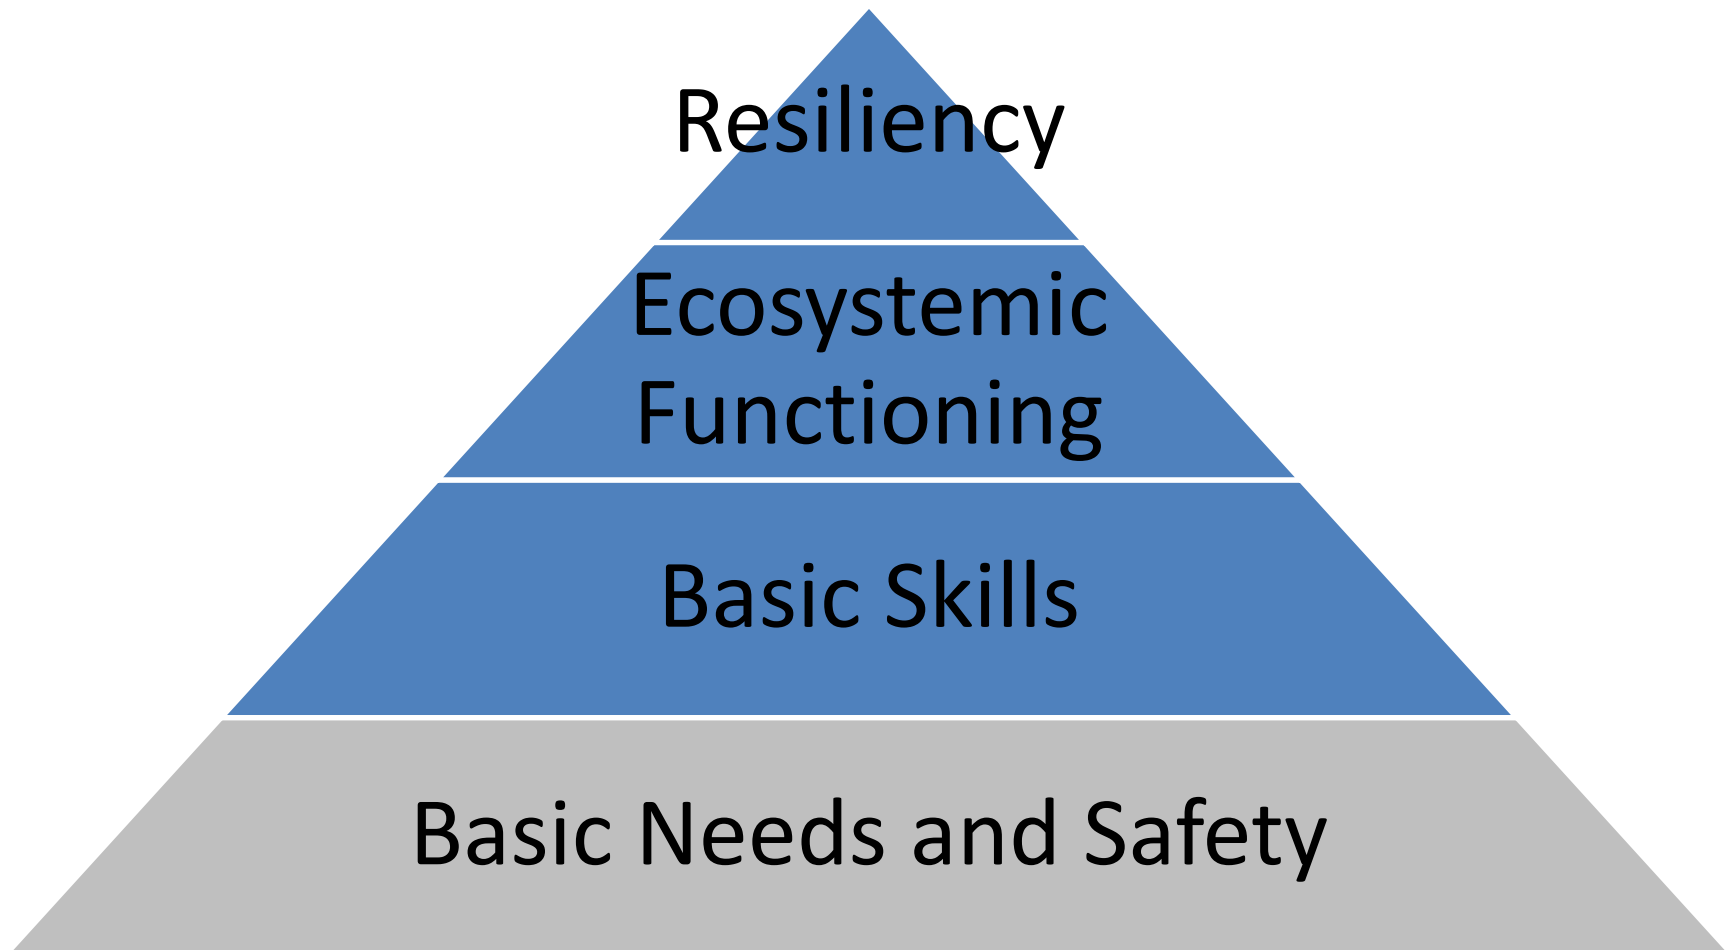 Resiliency
Ecosystemic
Functioning
Basic Skills
Basic Needs and Safety